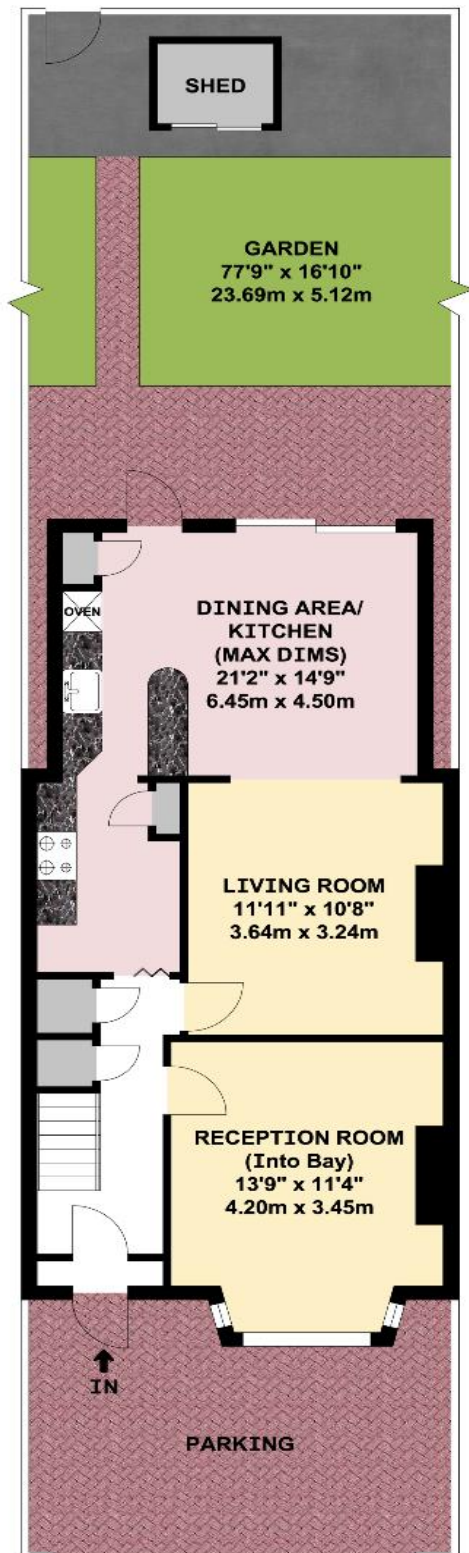 SHED
GARDEN
77'9" x 16'10"
23.69m x 5.12m
OVEN
DINING AREA/
KITCHEN
(MAX DIMS)
21'2" x 14'9"
6.45m x 4.50m
LIVING ROOM
11'11" x 10'8"
3.64m x 3.24m
RECEPTION ROOM
(Into Bay)
13'9" x 11'4"
4.20m x 3.45m
IN
PARKING